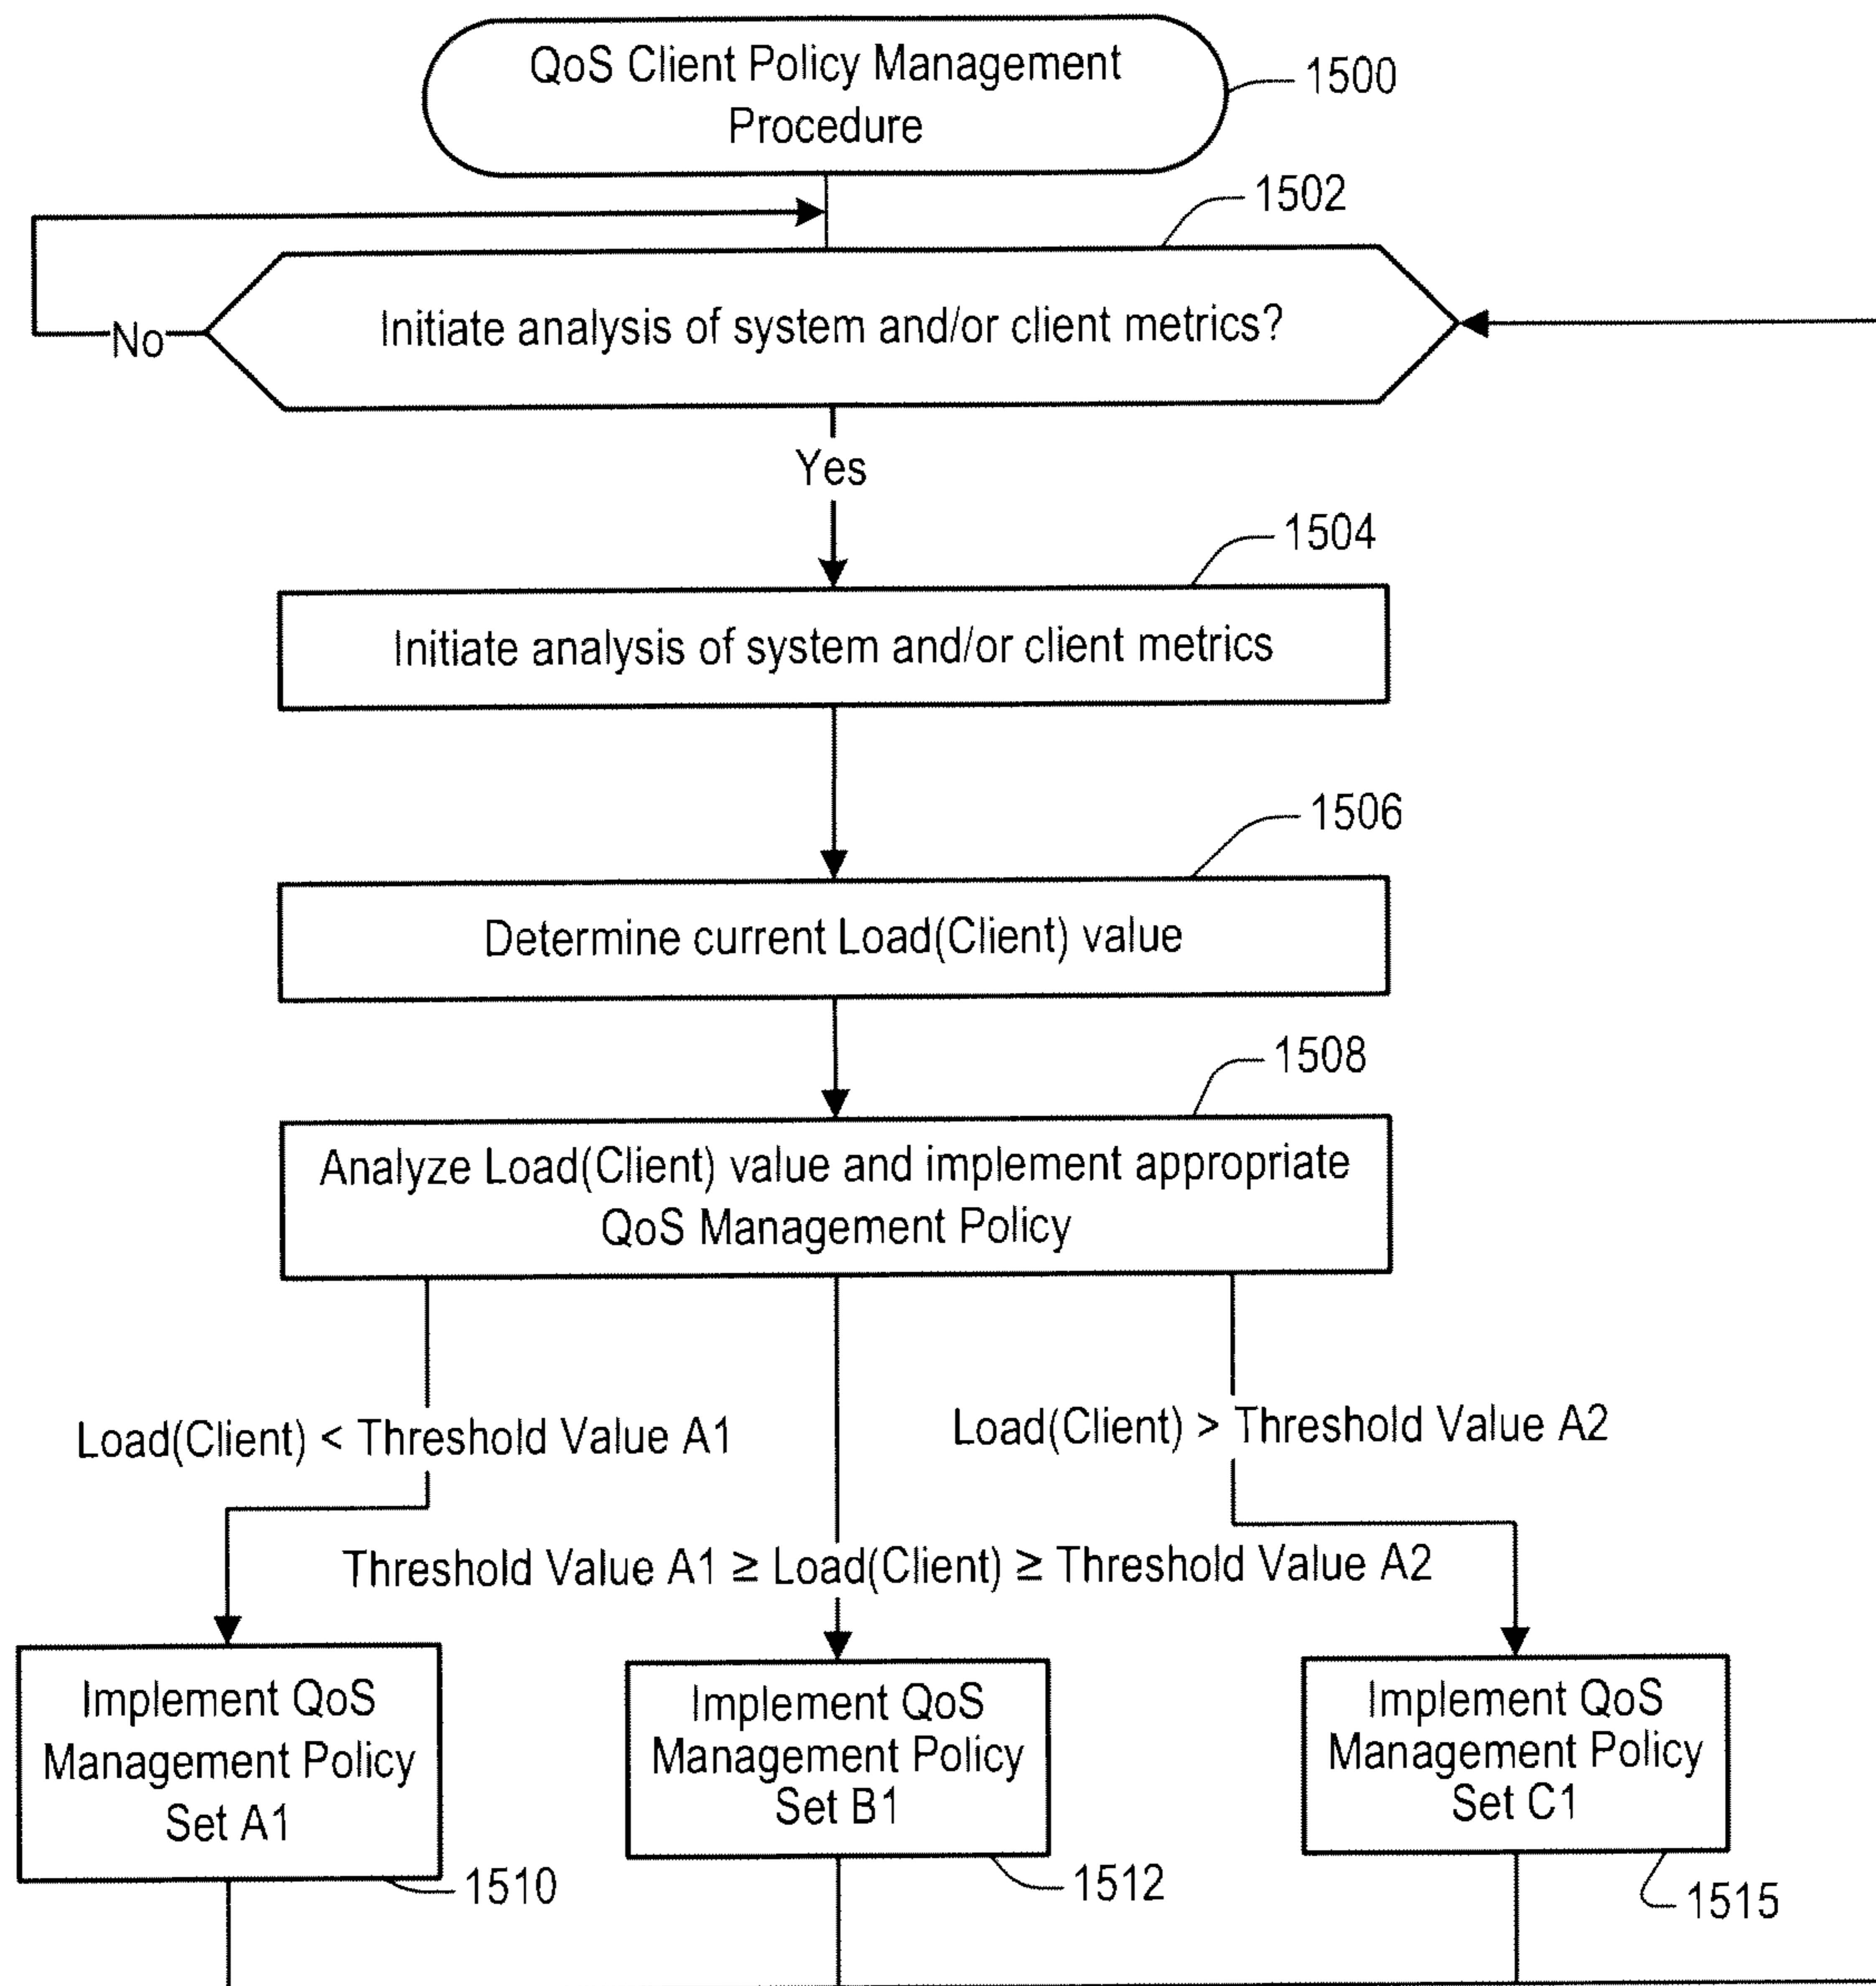 QoS Client Policy Management
Procedure
1500
1502
Initiate analysis of system and/or client metrics?
No
Yes
1504
Initiate analysis of system and/or client metrics
1506
Determine current Load(Client) value
1508
Analyze Load(Client) value and implement appropriate
QoS Management Policy
Load(Client) < Threshold Value A1
Load(Client) > Threshold Value A2
Threshold Value A1 ≥ Load(Client) ≥ Threshold Value A2
Implement QoS
Management Policy
Set A1
1510
Implement QoS
Management Policy
Set B1
1512
Implement QoS
Management Policy
Set C1
1515